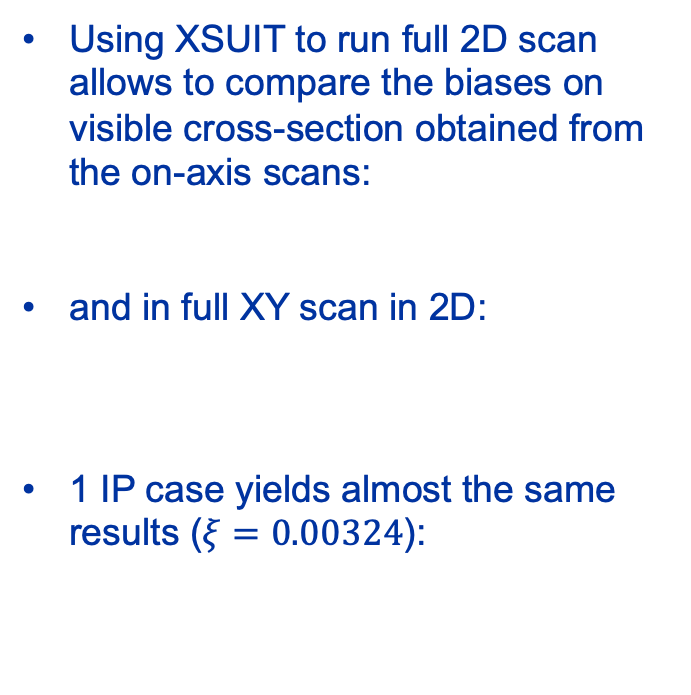 • Using XSUIT to run full 2D scan
allows to compare the biases on
visible cross-section obtained from
the on-axis scans:
• and in full XY scan in 2D:
• 1 IP case yields almost the same
results (ξ = 0.00324):